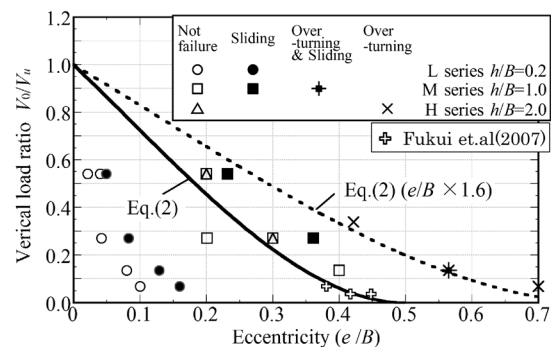 Not failure Sliding Over -turning & Sliding Over -turning
L series h/B=0.2
M series h/B=1.0
H series h/B=2.0
Fukui et.al(2007)
Eq.(2) (e/B ×1.6)
Eq.(2)
Verical load ratio V₀/Vᵤ
1.2
1.0
0.8
0.6
0.4
0.2
0.0
0 0.1 0.2 0.3 0.4 0.5 0.6 0.7
Eccentricity (e/B)